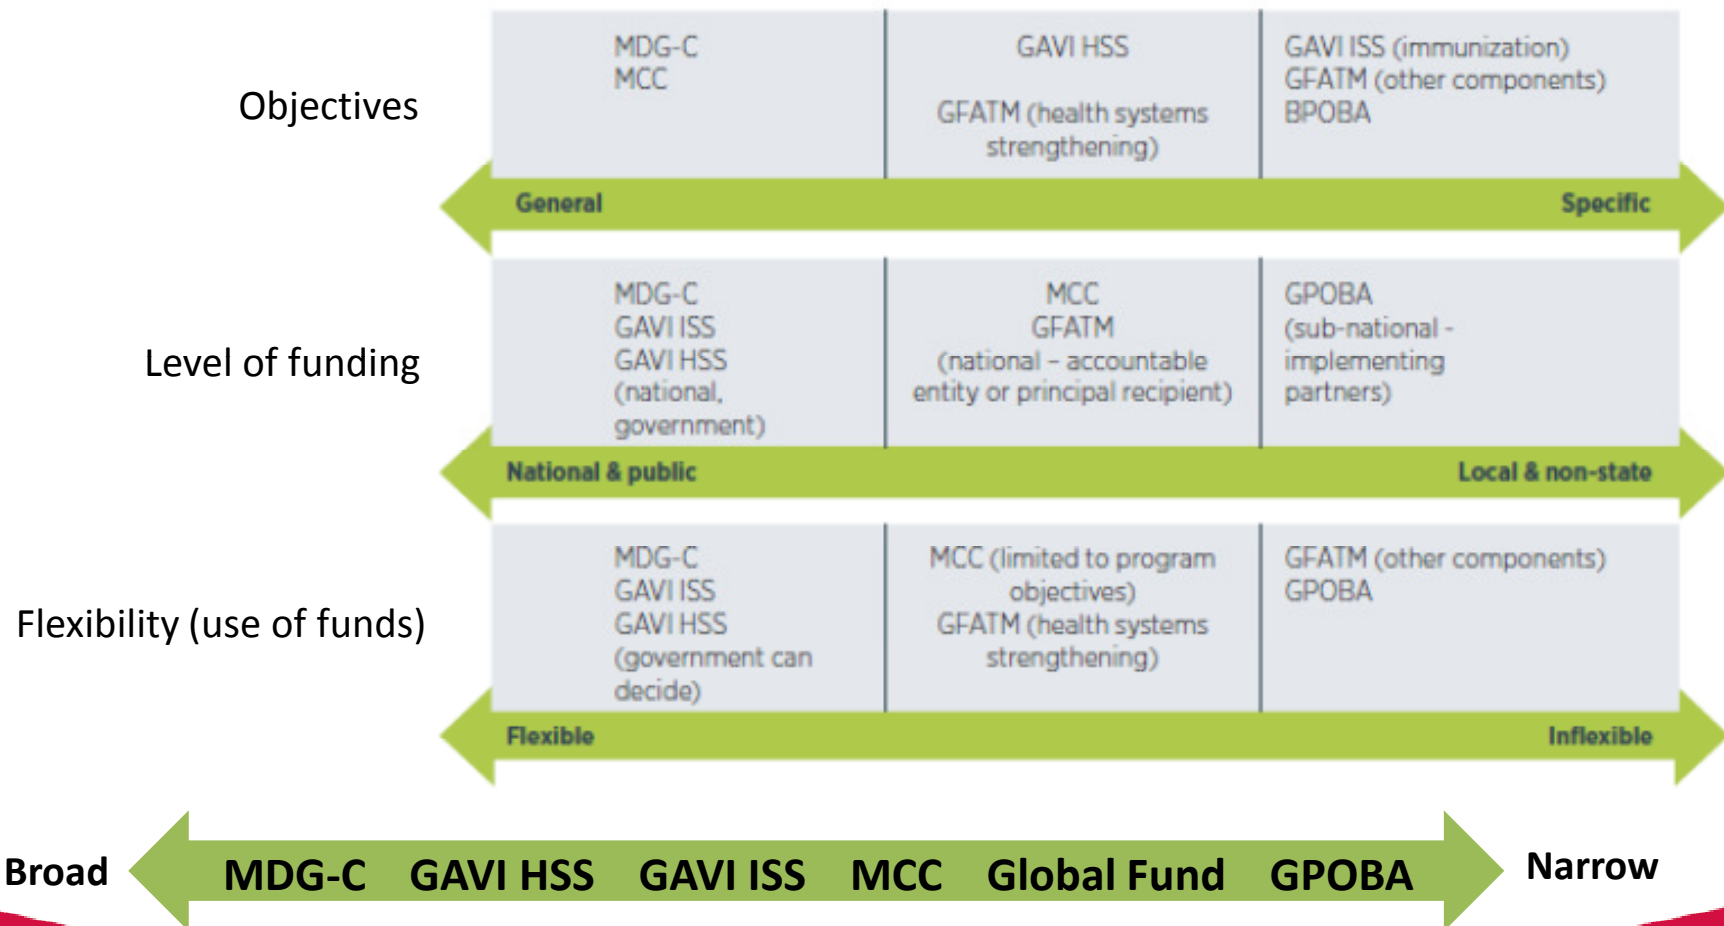 Objectives
MDG-C
MCC
GAVI HSS
GFATM (health systems
strengthening)
GAVI ISS (immunization)
GFATM (other components)
BPOBA
General
Specific
Level of funding
MDG-C
GAVI ISS
GAVI HSS
(national,
government)
MCC
GFATM
(national – accountable
entity or principal recipient)
GPOBA
(sub-national -
implementing
partners)
National & public
Local & non-state
Flexibility (use of funds)
MDG-C
GAVI ISS
GAVI HSS
(government can
decide)
MCC (limited to program
objectives)
GFATM (health systems
strengthening)
GFATM (other components)
GPOBA
Flexible
Inflexible
Broad
MDG-C GAVI HSS GAVI ISS MCC Global Fund GPOBA
Narrow